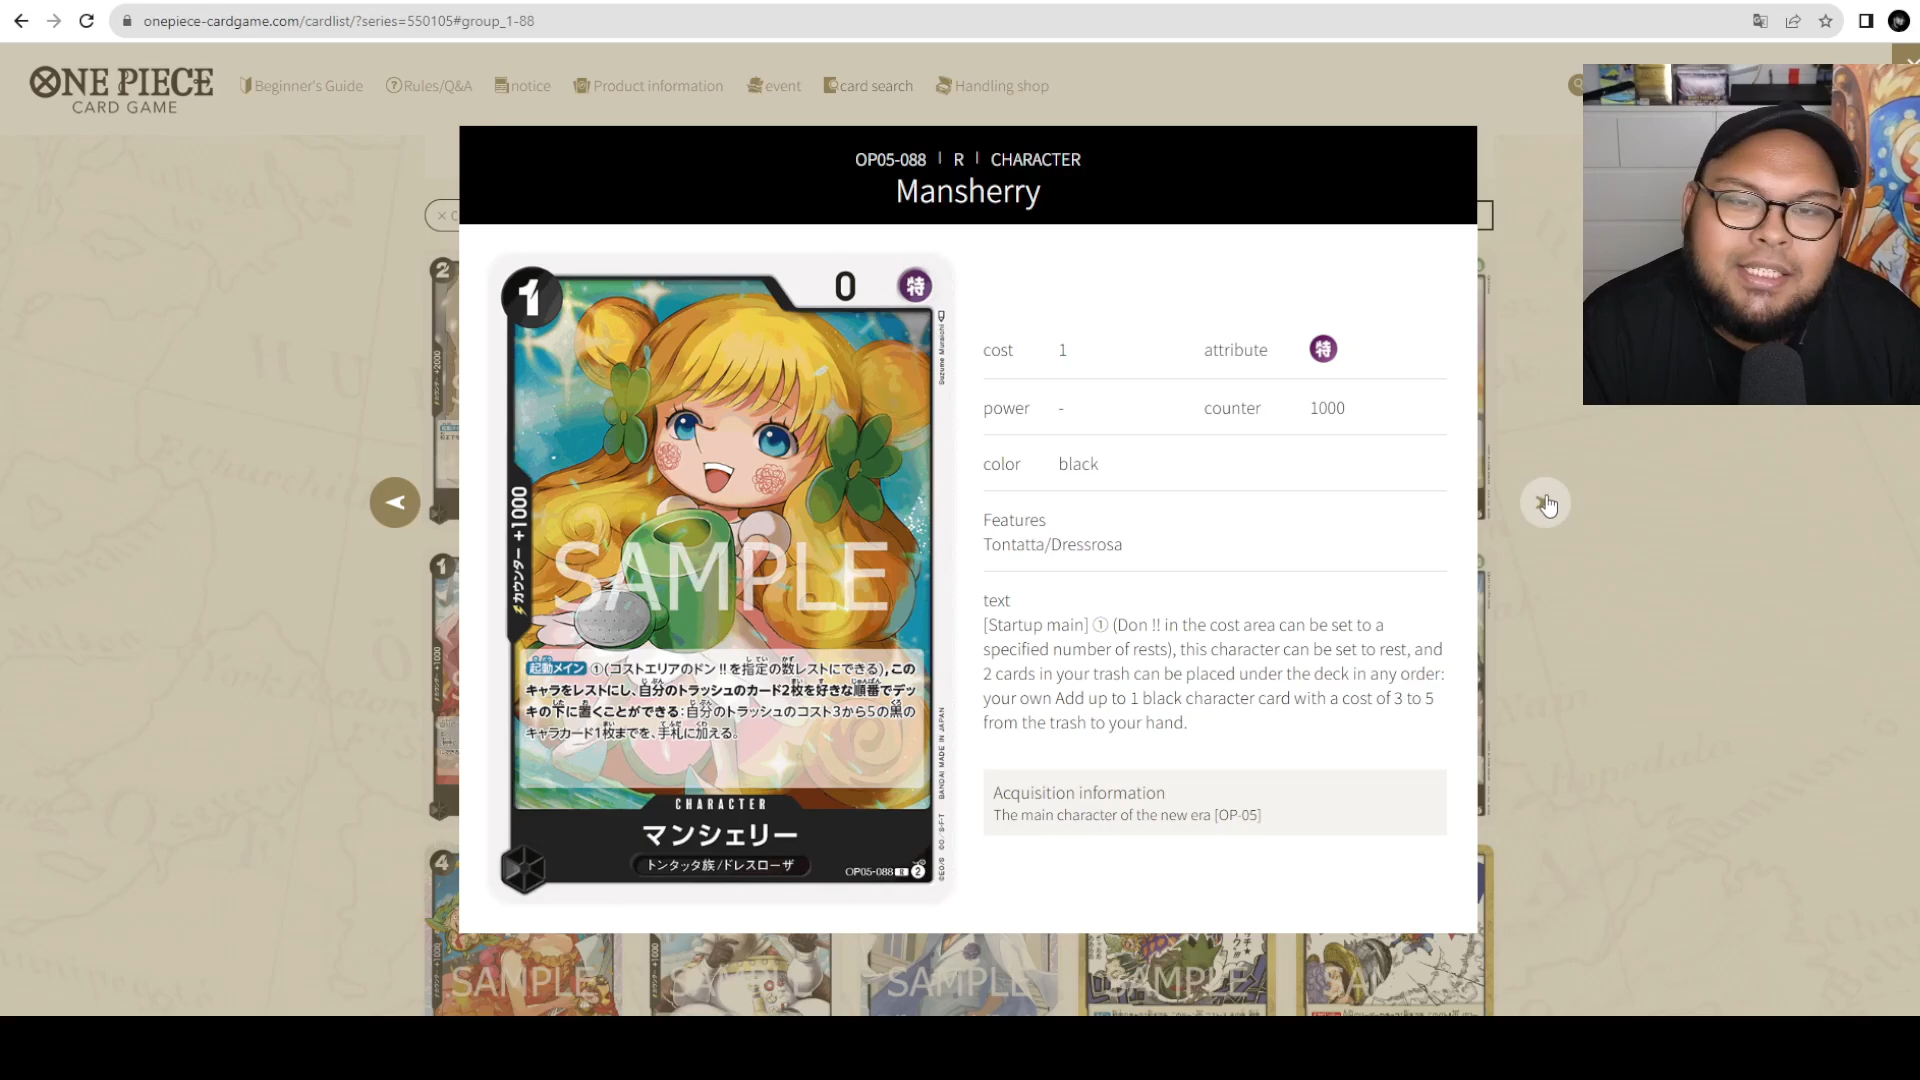 onepiece-cardgame.com/cardlist/?series=550105#group_1-88
ONE PIECE
CARD GAME
Beginner's Guide
Rules/Q&A
notice
Product information
event
card search
Handling shop
OP05-088 | R | CHARACTER
Mansherry
1
0
特
カウンター +1000
SAMPLE
起動メイン ①(コストエリアのドン!!を指定の数レストにできる),この
キャラをレストにし、自分のトラッシュのカード2枚を好きな順番でデッ
キの下に置くことができる:自分のトラッシュのコスト3から5の黒の
キャラカード1枚までを、手札に加える。
CHARACTER
マンシェリー
トンタッタ族/ドレスローザ
OP05-088 R 2
Suzume Muraichi
BANDAI MADE IN JAPAN
cost 1 attribute 特
power - counter 1000
color black
Features
Tontatta/Dressrosa
text
[Startup main] ① (Don !! in the cost area can be set to a
specified number of rests), this character can be set to rest, and
2 cards in your trash can be placed under the deck in any order:
your own Add up to 1 black character card with a cost of 3 to 5
from the trash to your hand.
Acquisition information
The main character of the new era [OP-05]
2
1
4
SAMPLE
SAMPLE
SAMPLE